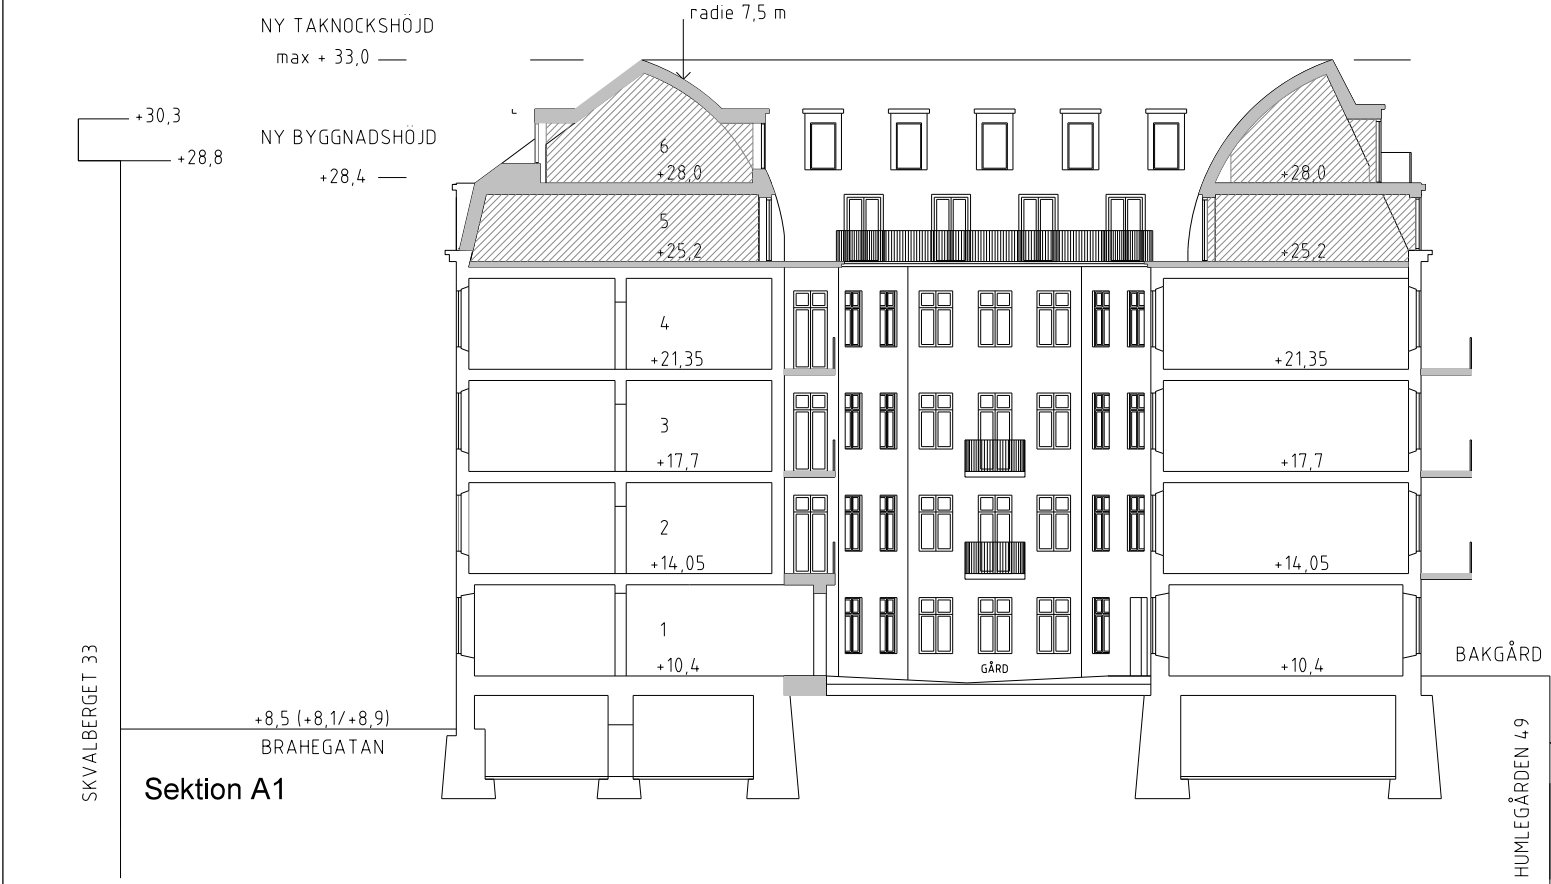 radie 7,5 m
NY TAKNOCKSHÖJD
max + 33,0
+30,3
NY BYGGNADSHÖJD
+28,8
+28,4
6
+28,0
+28,0
5
+25,2
+25,2
4
+21,35
+21,35
3
+17,7
+17,7
2
+14,05
+14,05
1
+10,4
GÅRD
+10,4
BAKGÅRD
SKVALBERGET 33
+8,5 (+8,1/+8,9)
BRAHEGATAN
HUMLEGÅRDEN 49
Sektion A1